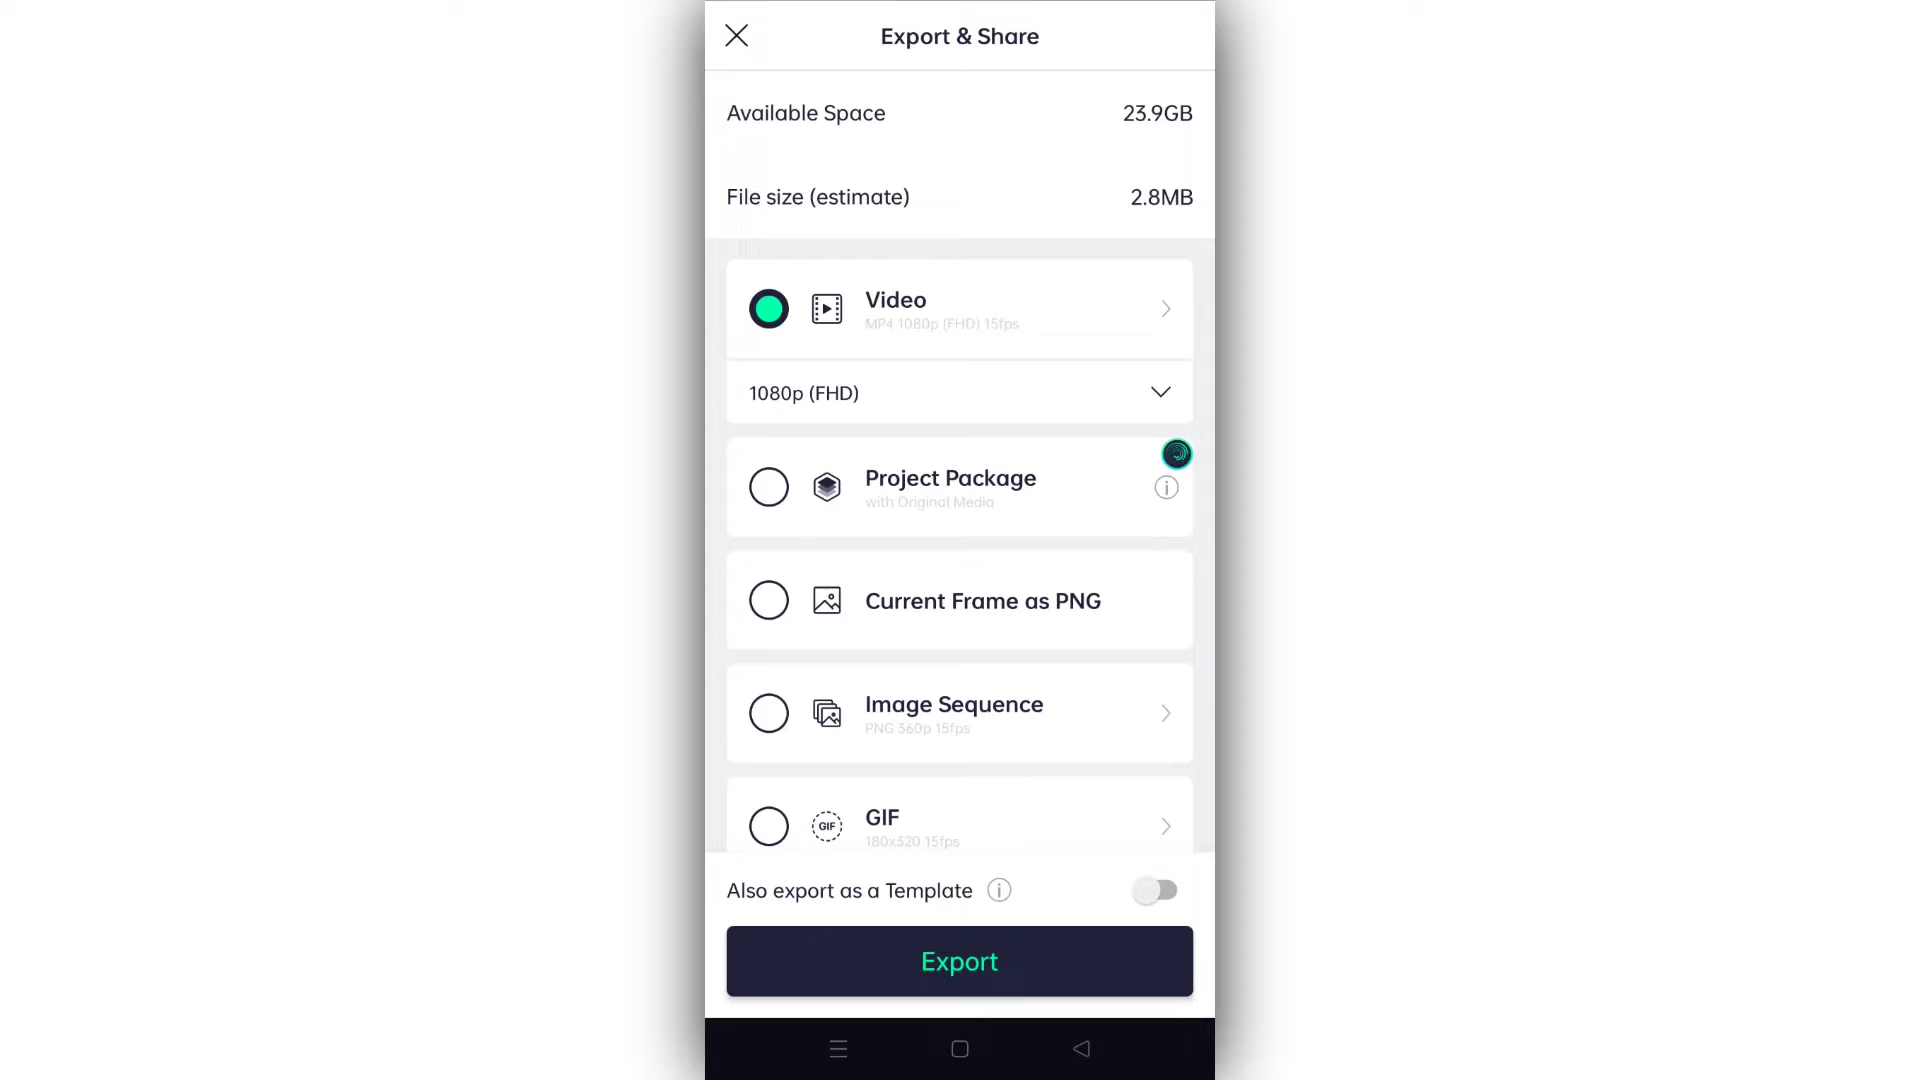 Export & Share
Available Space 23.9GB
File size (estimate) 2.8MB
Video
MP4 1080p (FHD) 15fps
1080p (FHD)
Project Package
with Original Media
Current Frame as PNG
Image Sequence
PNG 360p 15fps
GIF
GIF
180x320 15fps
Also export as a Template
Export